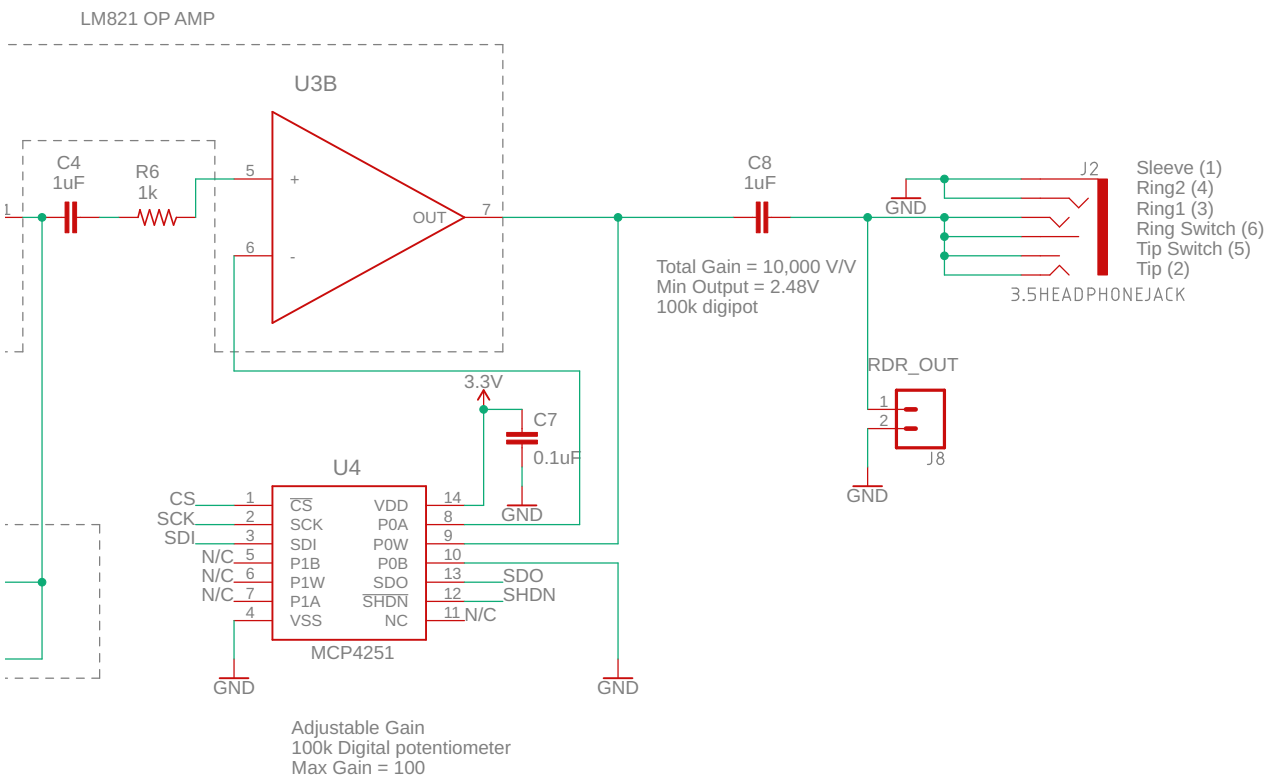 LM821 OP AMP
U3B
C4
1uF
R6
1k
1
5
+
6
-
OUT
7
C8
1uF
GND
J2
Sleeve (1)
Ring2 (4)
Ring1 (3)
Ring Switch (6)
Tip Switch (5)
Tip (2)
3.5HEADPHONEJACK
Total Gain = 10,000 V/V
Min Output = 2.48V
100k digipot
RDR_OUT
1
2
J8
GND
3.3V
C7
0.1uF
GND
U4
CS 1 CS VDD 14
SCK 2 SCK P0A 8
SDI 3 SDI P0W 9
N/C 5 P1B P0B 10
N/C 6 P1W SDO 13 SDO
N/C 7 P1A SHDN 12 SHDN
4 VSS NC 11 N/C
MCP4251
GND
GND
Adjustable Gain
100k Digital potentiometer
Max Gain = 100